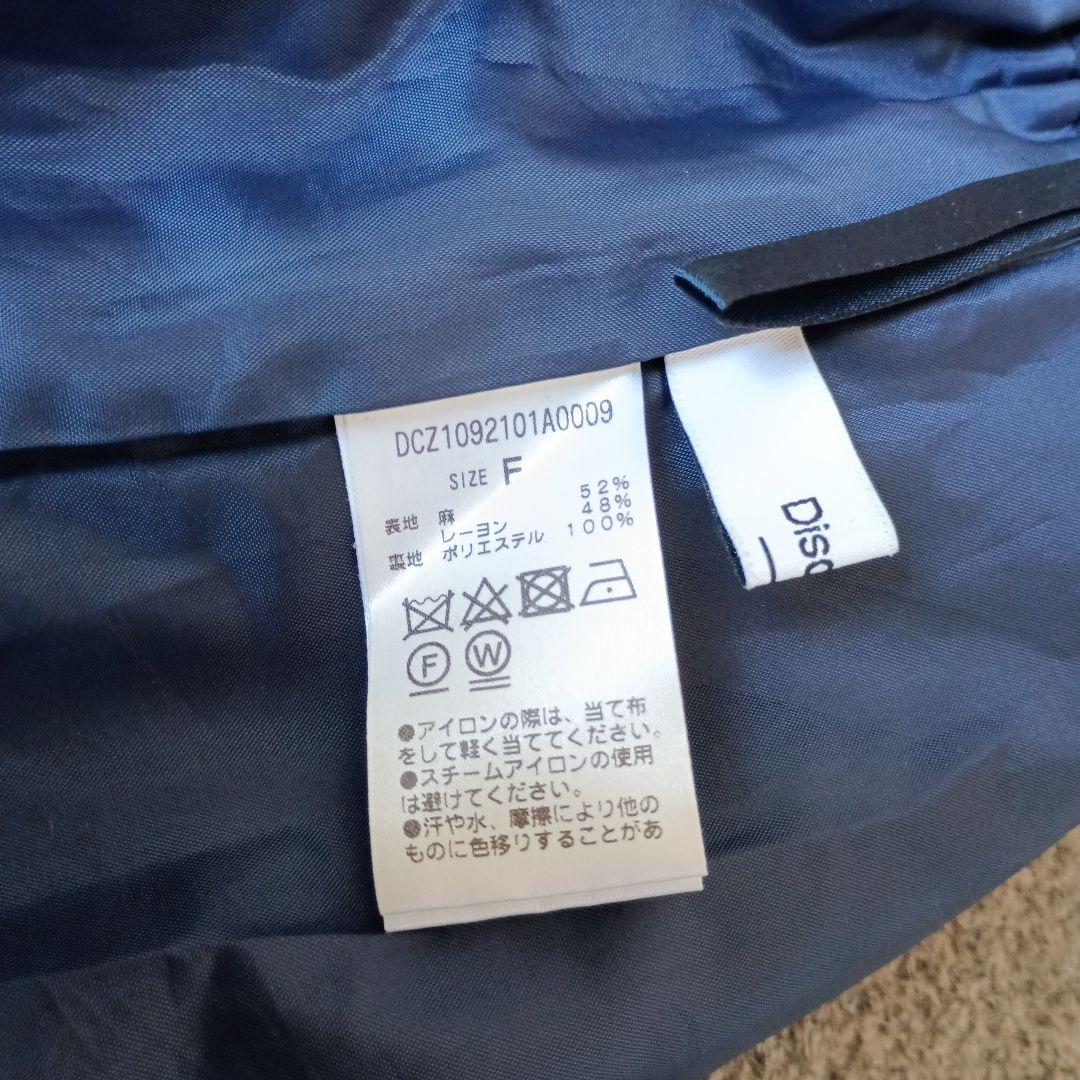 DCZ1092101A0009
SIZE F
表地 麻 52%
レーヨン 48%
裏地 ポリエステル 100%
F W
●アイロンの際は、当て布
をして軽く当ててください。
●スチームアイロンの使用
は避けてください。
●汗や水、摩擦により他の
ものに色移りすることがあ